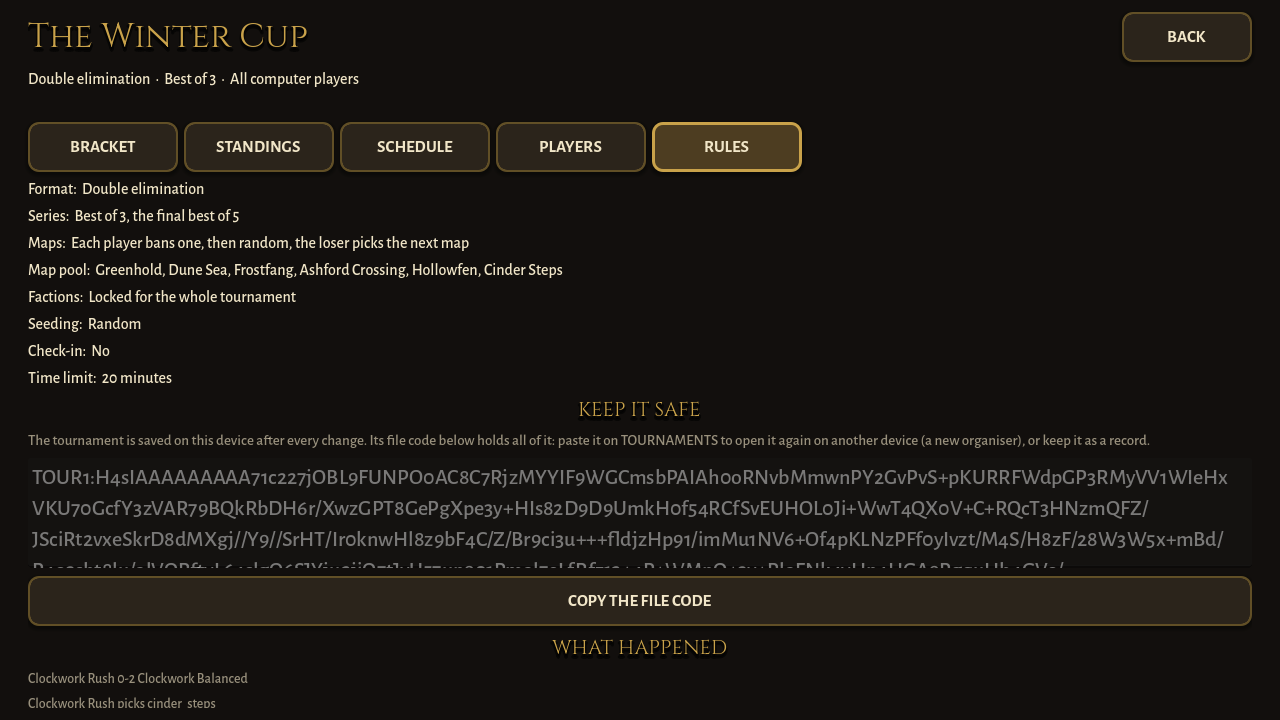 The Winter Cup
BACK
Double elimination · Best of 3 · All computer players
BRACKET STANDINGS SCHEDULE PLAYERS RULES
Format: Double elimination
Series: Best of 3, the final best of 5
Maps: Each player bans one, then random, the loser picks the next map
Map pool: Greenhold, Dune Sea, Frostfang, Ashford Crossing, Hollowfen, Cinder Steps
Factions: Locked for the whole tournament
Seeding: Random
Check-in: No
Time limit: 20 minutes
KEEP IT SAFE
The tournament is saved on this device after every change. Its file code below holds all of it: paste it on TOURNAMENTS to open it again on another device (a new organiser), or keep it as a record.
TOUR1:H4sIAAAAAAAAA71c227jOBL9FUNPO0AC8C7RjzMYYIF9WGCmsbPAIAh0oRNvbMmwnPY2GvPvS+pKURRFWdpGP3RMyVV1WIeHx
VKU70GcfY3zVAR79BQkRbDH6r/XwzGPT8GePgXpe3y+HIs82D9D9UmkH0f54RCfSvEUHOL0Ji+WwT4QX0V+C+RQcT3HNzmQFZ/
JSciRt2vxeSkrD8dMXgj//Y9//SrHT/Ir0knwHl8z9bF4C/Z/Br9ci3u+++fldjzHp91/imMu1NV6+Of4pKLNzPFf0yIvzt/M4S/H8zF/28W3W5x+mBd/
COPY THE FILE CODE
WHAT HAPPENED
Clockwork Rush 0-2 Clockwork Balanced
Clockwork Rush picks cinder_steps